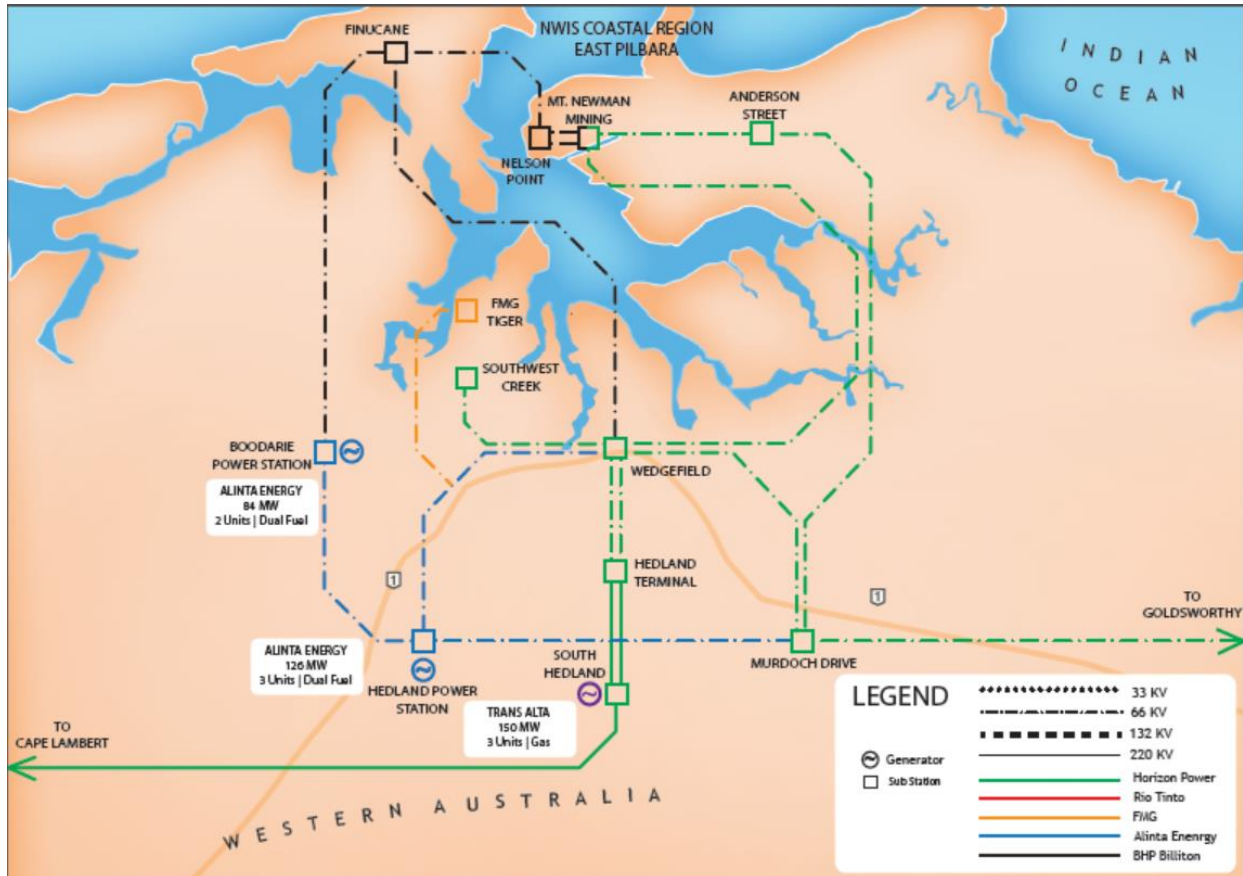 FINUCANE
NWIS COASTAL REGION
EAST PILBARA
INDIAN
OCEAN
MT. NEWMAN
MINING
ANDERSON
STREET
NELSON
POINT
FMG
TIGER
SOUTHWEST
CREEK
BOODARIE
POWER STATION
WEDGEFIELD
ALINTA ENERGY
84 MW
2 Units | Dual Fuel
HEDLAND
TERMINAL
1
1
TO
GOLDSWORTHY
ALINTA ENERGY
126 MW
3 Units | Dual Fuel
HEDLAND POWER
STATION
SOUTH
HEDLAND
MURDOCH DRIVE
TRANS ALTA
150 MW
3 Units | Gas
TO
CAPE LAMBERT
WESTERN AUSTRALIA
LEGEND
Generator
Sub Station
33 KV
66 KV
132 KV
220 KV
Horizon Power
Rio Tinto
FMG
Alinta Enenrgy
BHP Billiton